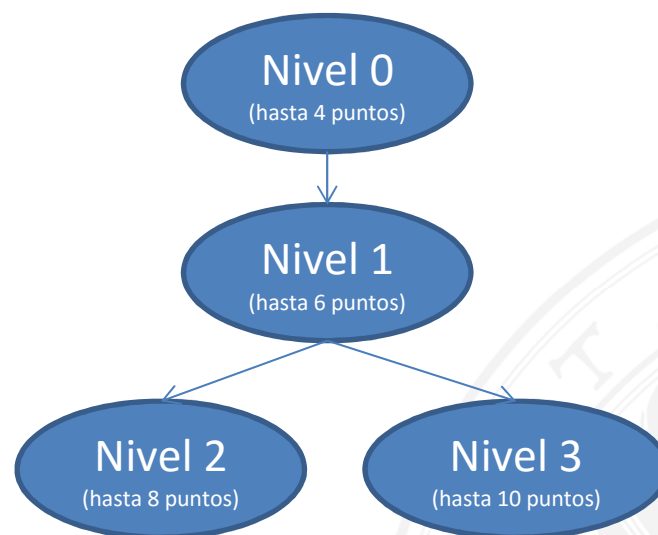 Nivel 0
(hasta 4 puntos)
Nivel 1
(hasta 6 puntos)
Nivel 2
(hasta 8 puntos)
Nivel 3
(hasta 10 puntos)